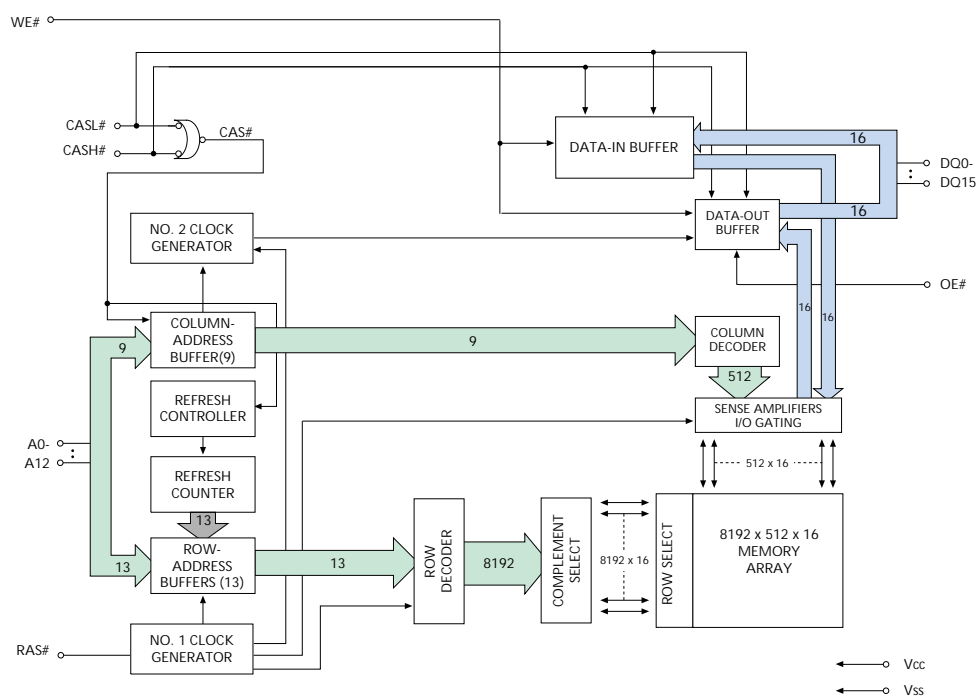 WE#
CASL#
CASH#
CAS#
DATA-IN BUFFER
16
DQ0-
DQ15
DATA-OUT
BUFFER
16
NO. 2 CLOCK
GENERATOR
OE#
16
16
COLUMN-
ADDRESS
BUFFER(9)
9
9
COLUMN
DECODER
512
REFRESH
CONTROLLER
SENSE AMPLIFIERS
I/O GATING
A0-
A12
512 x 16
REFRESH
COUNTER
13
ROW-
ADDRESS
BUFFERS (13)
13
13
ROW
DECODER
8192
COMPLEMENT
SELECT
8192 x 16
ROW SELECT
8192 x 512 x 16
MEMORY
ARRAY
RAS#
NO. 1 CLOCK
GENERATOR
Vcc
Vss